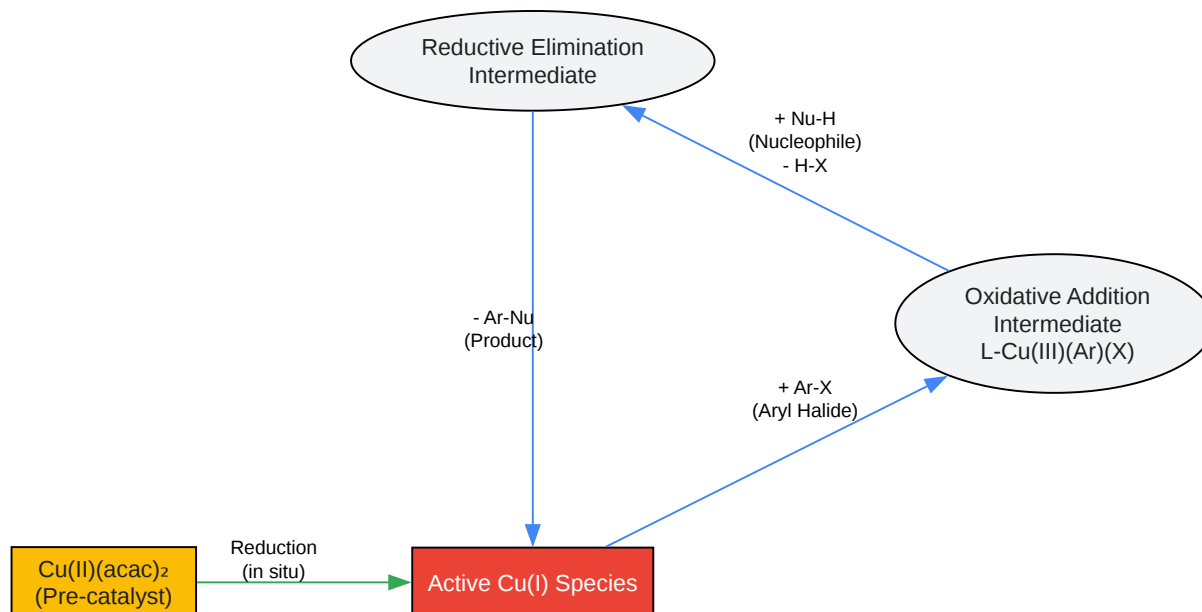 Reductive Elimination
Intermediate
+ Nu-H
(Nucleophile)
- H-X
Oxidative Addition
Intermediate
L-Cu(III)(Ar)(X)
- Ar-Nu
(Product)
+ Ar-X
(Aryl Halide)
Cu(II)(acac)₂
(Pre-catalyst)
Reduction
(in situ)
Active Cu(I) Species